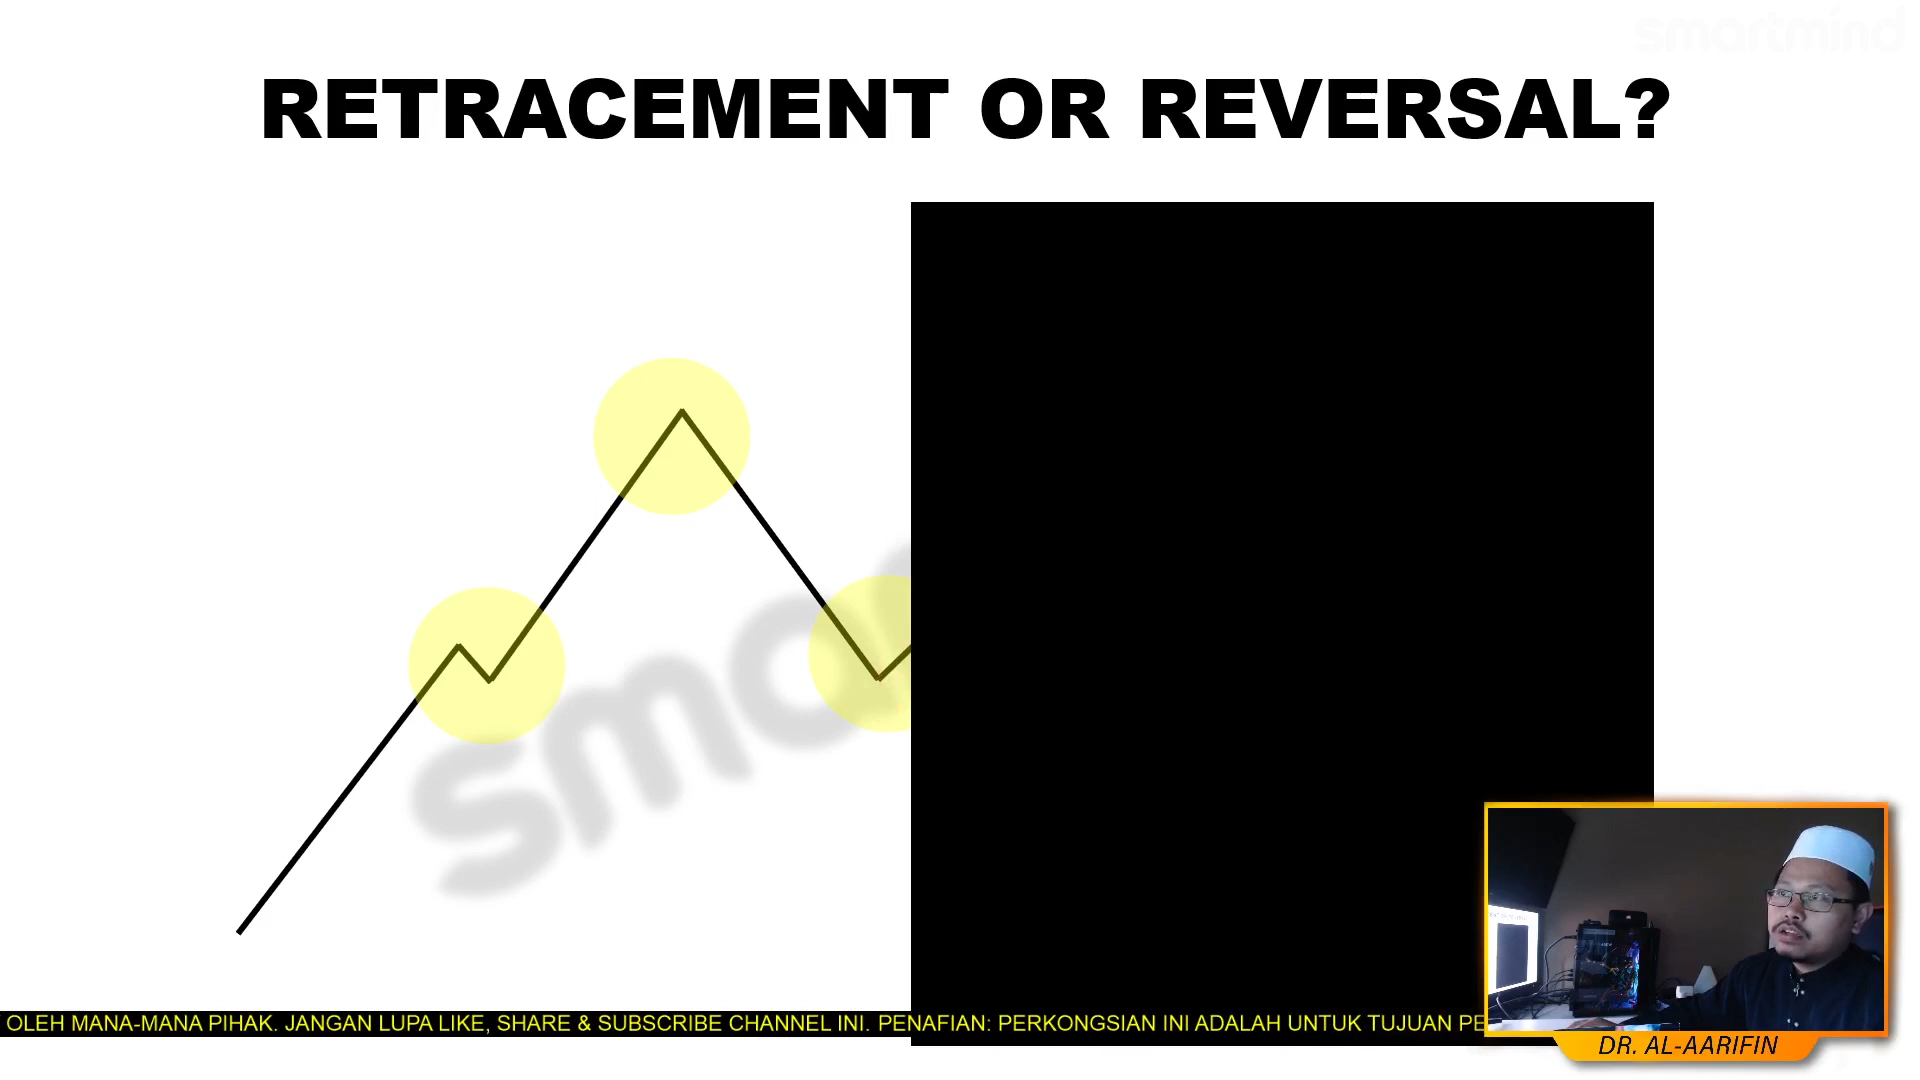 smartmind
RETRACEMENT OR REVERSAL?
OLEH MANA-MANA PIHAK. JANGAN LUPA LIKE, SHARE & SUBSCRIBE CHANNEL INI. PENAFIAN: PERKONGSIAN INI ADALAH UNTUK TUJUAN PE
DR. AL-AARIFIN